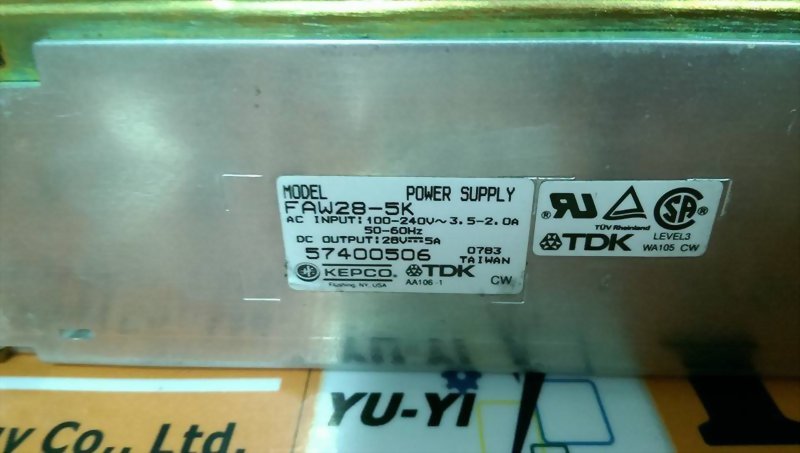 MODEL POWER SUPPLY
FAW28-5K
AC INPUT:100-240V~3.5-2.0A
50-60Hz
DC OUTPUT:28V⎓5A
57400506 0783
TAIWAN
KEPCO TDK
Flushing, NY, USA AA106-1 CW
® RU ® SA ®
TÜV Rheinland
TDK LEVEL3
WA105 CW
YU-YI
y Co., Ltd.